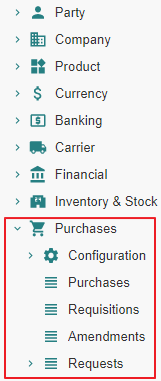 Party
Company
Product
Currency
Banking
Carrier
Financial
Inventory & Stock
Purchases
Configuration
Purchases
Requisitions
Amendments
Requests